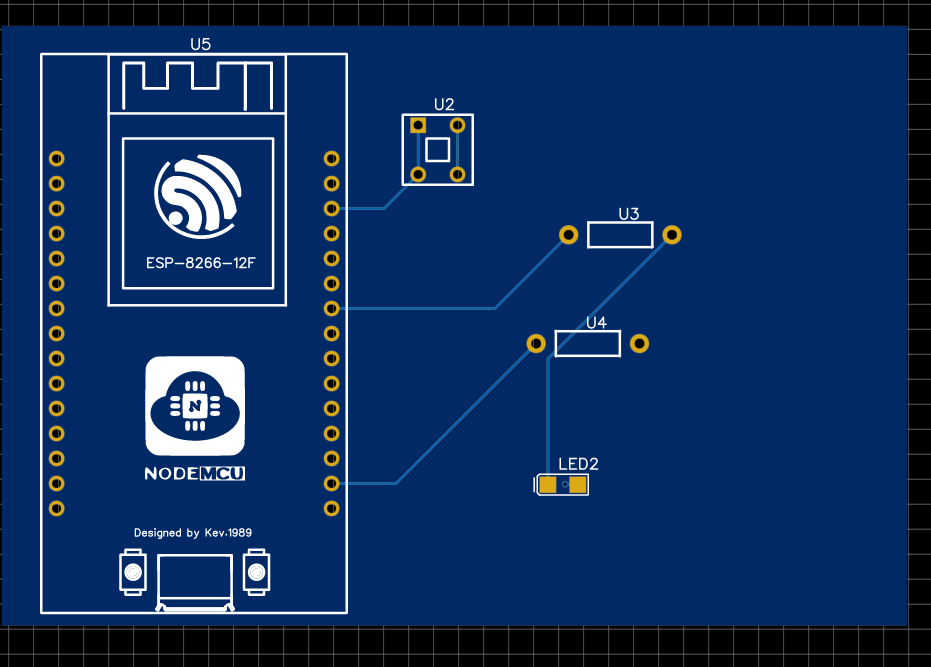 U5
U2
U3
ESP-8266-12F
U4
N
NODEMCU
LED2
Designed by Kev.1989